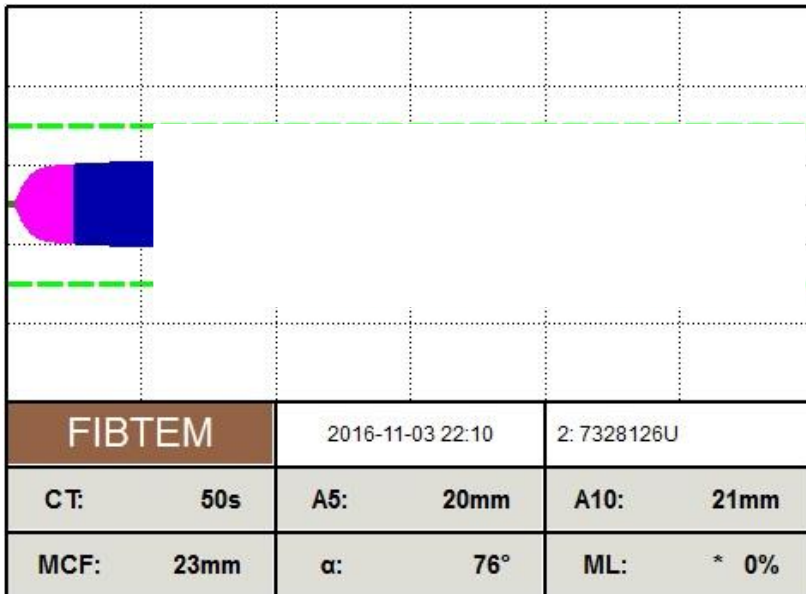 FIBTEM 2016-11-03 22:10 2: 7328126U
CT: 50s A5: 20mm A10: 21mm
MCF: 23mm α: 76° ML: * 0%